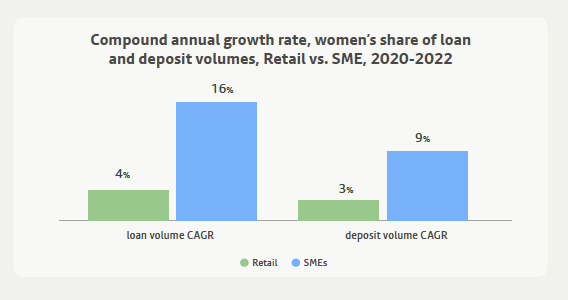 Compound annual growth rate, women’s share of loan
and deposit volumes, Retail vs. SME, 2020-2022
16%
4%
9%
3%
loan volume CAGR
deposit volume CAGR
Retail
SMEs